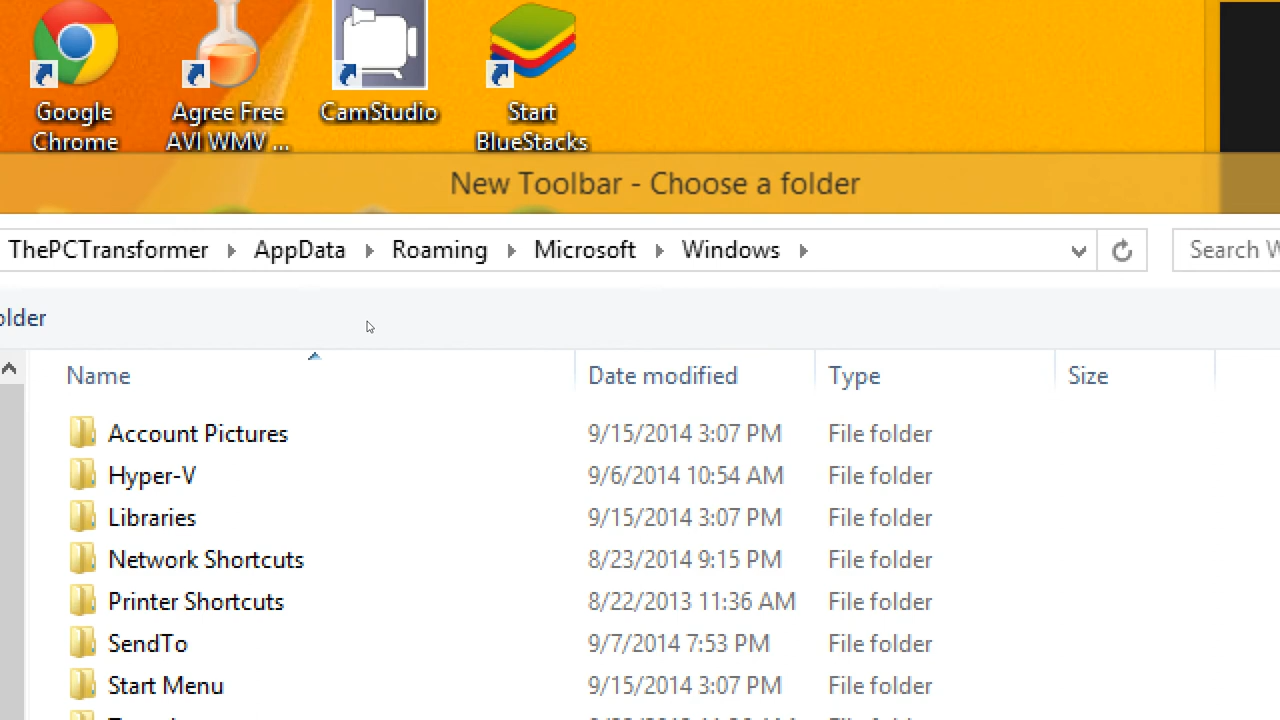 Google Chrome
Agree Free AVI WMV ...
CamStudio
Start BlueStacks
New Toolbar - Choose a folder
ThePCTransformer AppData Roaming Microsoft Windows
Search
older
Name Date modified Type Size
Account Pictures 9/15/2014 3:07 PM File folder
Hyper-V 9/6/2014 10:54 AM File folder
Libraries 9/15/2014 3:07 PM File folder
Network Shortcuts 8/23/2014 9:15 PM File folder
Printer Shortcuts 8/22/2013 11:36 AM File folder
SendTo 9/7/2014 7:53 PM File folder
Start Menu 9/15/2014 3:07 PM File folder